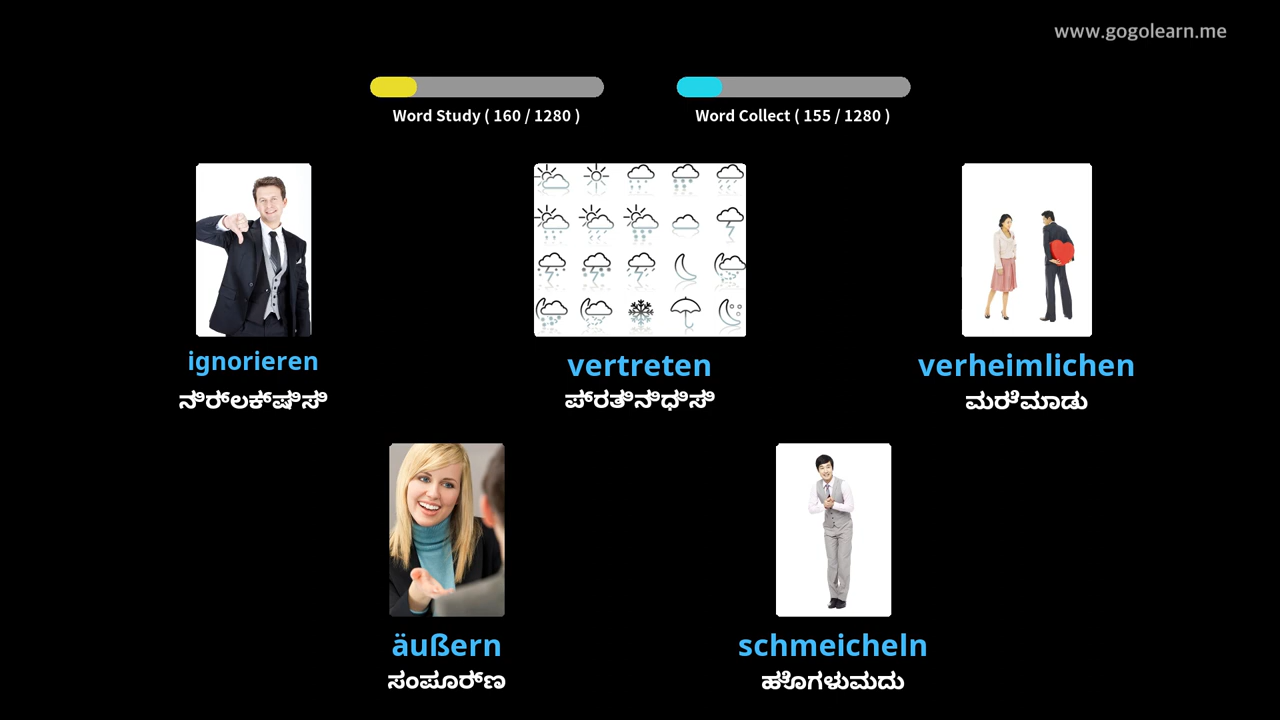 www.gogolearn.me
Word Study ( 160 / 1280 )
Word Collect ( 155 / 1280 )
ignorieren
ನಿರ್ಲಕ್ಷಿಸಿ
vertreten
ಪ್ರತಿನಿಧಿಸಿ
verheimlichen
ಮರೆಮಾಡು
äußern
ಸಂಪೂರ್ಣ
schmeicheln
ಹೊಗಳುಮದು